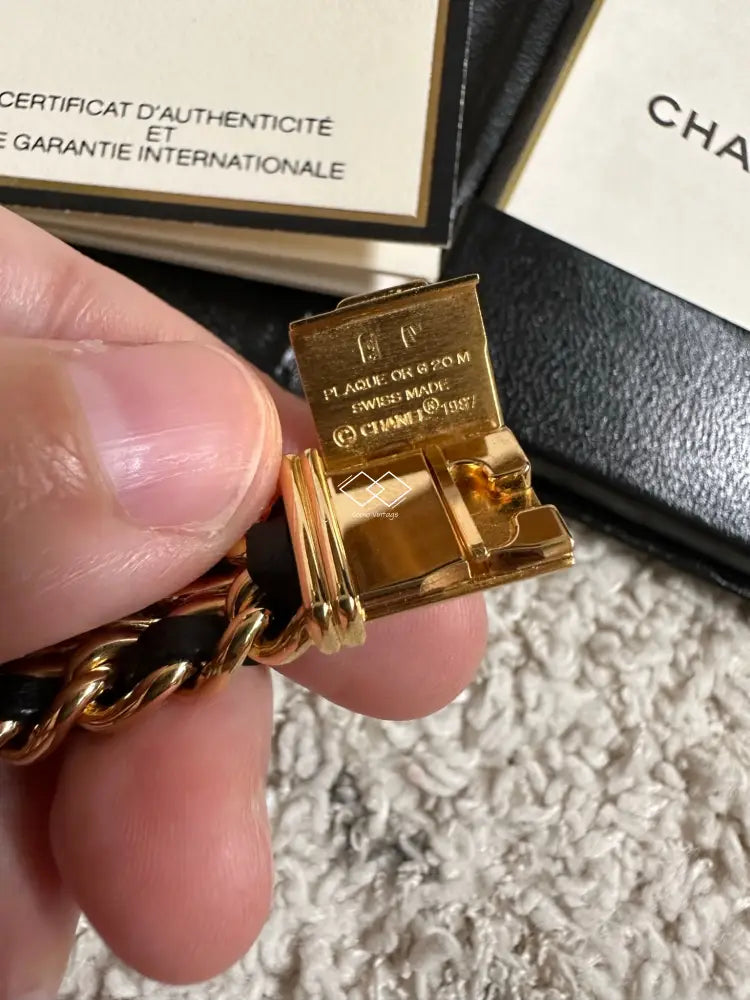 CERTIFICAT D'AUTHENTICITÉ
ET
E GARANTIE INTERNATIONALE
CHA
PLAQUE OR G 20 M
SWISS MADE
© CHANEL® 1987